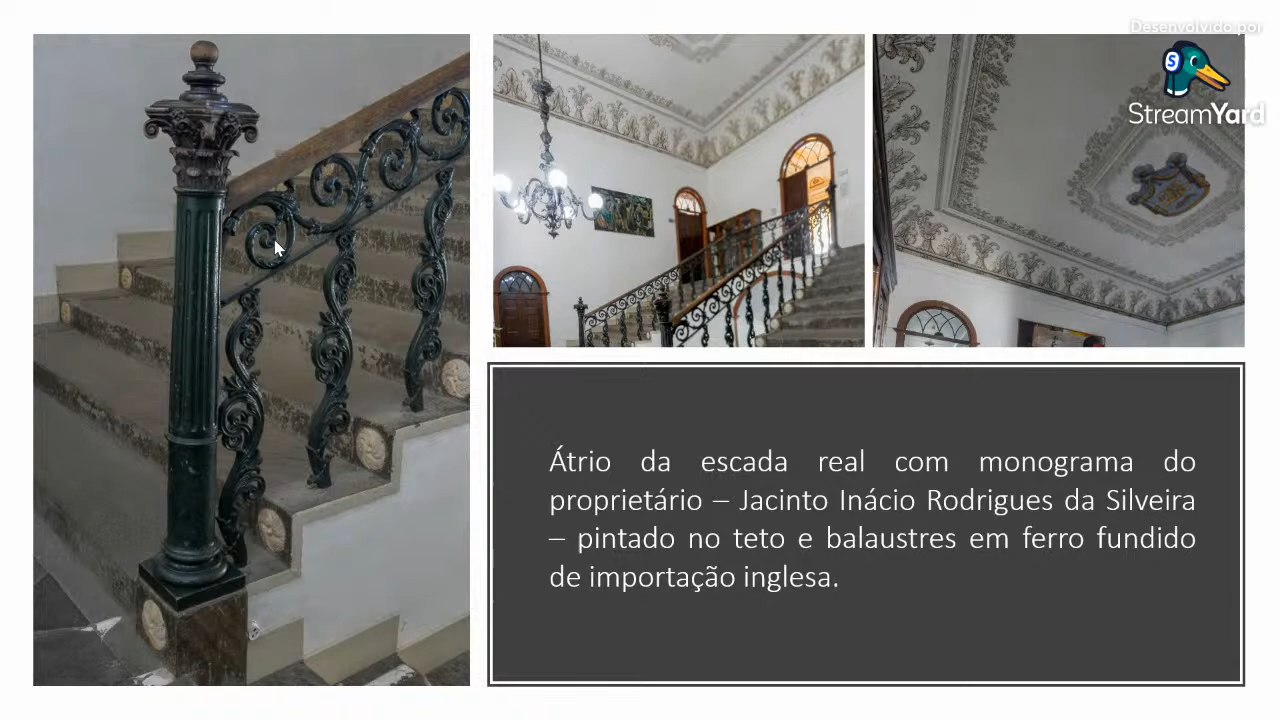 Desenvolvido por
S
StreamYard
Átrio da escada real com monograma do
proprietário – Jacinto Inácio Rodrigues da Silveira
– pintado no teto e balaustres em ferro fundido
de importação inglesa.